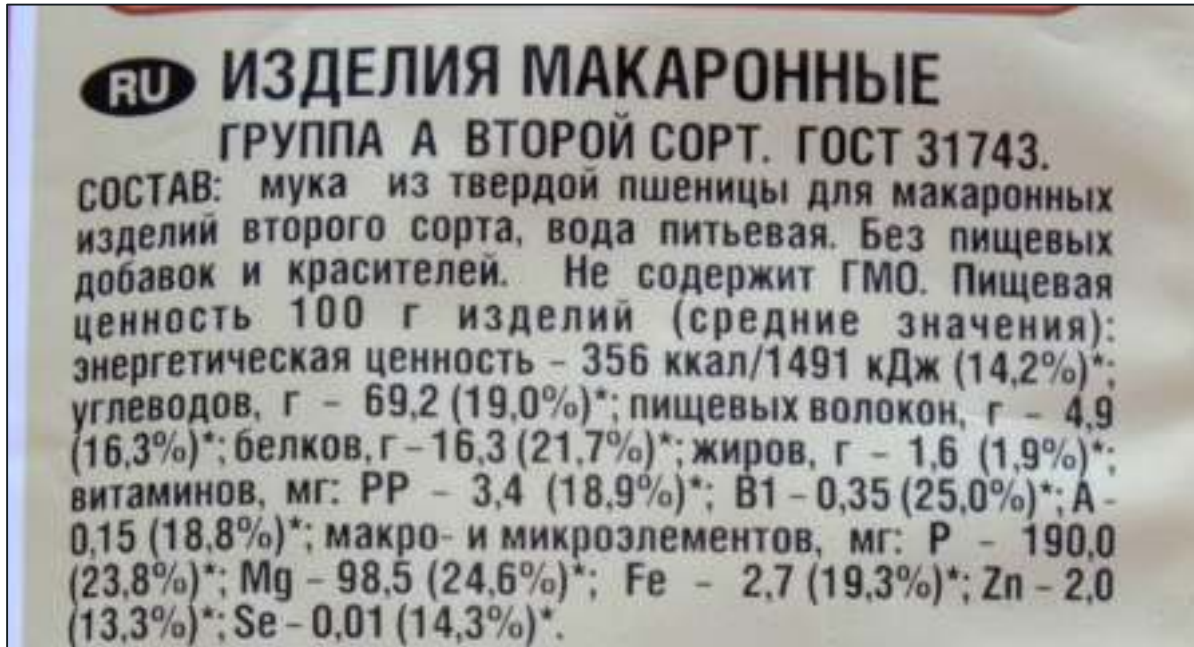 RU ИЗДЕЛИЯ МАКАРОННЫЕ
ГРУППА А ВТОРОЙ СОРТ. ГОСТ 31743.
СОСТАВ: мука из твердой пшеницы для макаронных
изделий второго сорта, вода питьевая. Без пищевых
добавок и красителей. Не содержит ГМО. Пищевая
ценность 100 г изделий (средние значения):
энергетическая ценность – 356 ккал/1491 кДж (14,2%)*;
углеводов, г – 69,2 (19,0%)*; пищевых волокон, г – 4,9
(16,3%)*; белков, г – 16,3 (21,7%)*; жиров, г – 1,6 (1,9%)*;
витаминов, мг: РР – 3,4 (18,9%)*; В1 – 0,35 (25,0%)*; А -
0,15 (18,8%)*; макро- и микроэлементов, мг: Р – 190,0
(23,8%)*; Mg – 98,5 (24,6%)*; Fe – 2,7 (19,3%)*; Zn – 2,0
(13,3%)*; Se – 0,01 (14,3%)*.